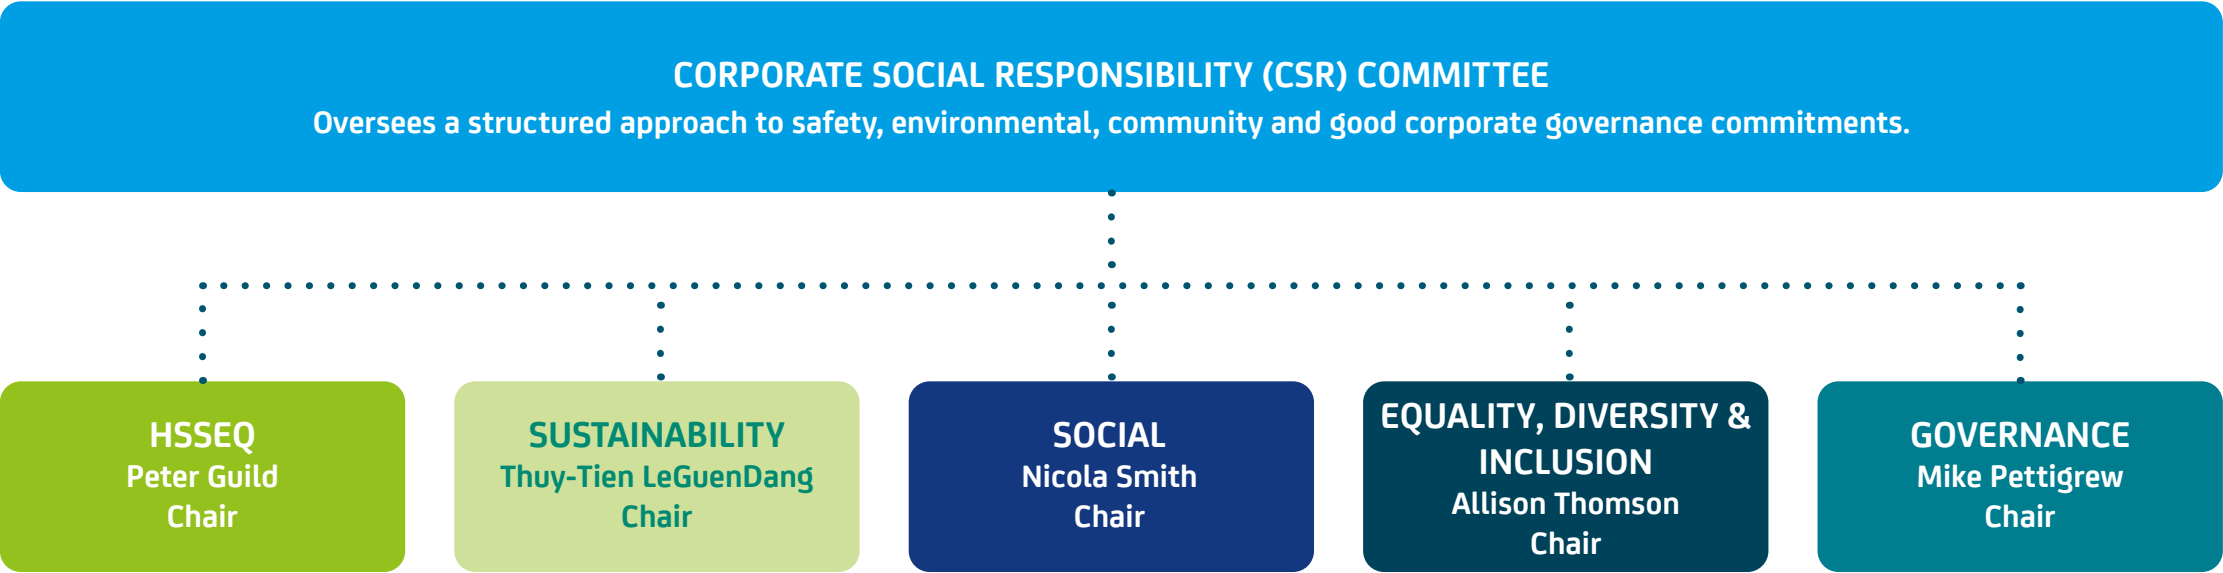 CORPORATE SOCIAL RESPONSIBILITY (CSR) COMMITTEE
Oversees a structured approach to safety, environmental, community and good corporate governance commitments.
HSSEQ
Peter Guild
Chair
SUSTAINABILITY
Thuy-Tien LeGuenDang
Chair
SOCIAL
Nicola Smith
Chair
EQUALITY, DIVERSITY &
INCLUSION
Allison Thomson
Chair
GOVERNANCE
Mike Pettigrew
Chair